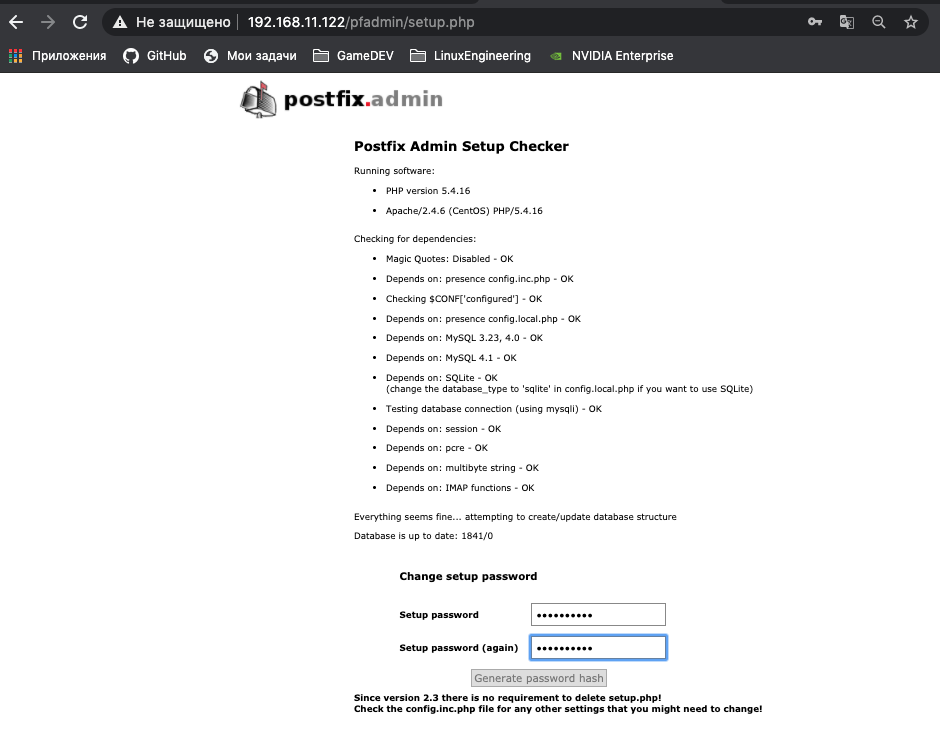 Не защищено 192.168.11.122/pfadmin/setup.php
Приложения GitHub Мои задачи GameDEV LinuxEngineering NVIDIA Enterprise
postfix.admin
Postfix Admin Setup Checker
Running software:
• PHP version 5.4.16
• Apache/2.4.6 (CentOS) PHP/5.4.16
Checking for dependencies:
• Magic Quotes: Disabled - OK
• Depends on: presence config.inc.php - OK
• Checking $CONF['configured'] - OK
• Depends on: presence config.local.php - OK
• Depends on: MySQL 3.23, 4.0 - OK
• Depends on: MySQL 4.1 - OK
• Depends on: SQLite - OK
(change the database_type to 'sqlite' in config.local.php if you want to use SQLite)
• Testing database connection (using mysqli) - OK
• Depends on: session - OK
• Depends on: pcre - OK
• Depends on: multibyte string - OK
• Depends on: IMAP functions - OK
Everything seems fine... attempting to create/update database structure
Database is up to date: 1841/0
Change setup password
Setup password ••••••••••
Setup password (again) ••••••••••
Generate password hash
Since version 2.3 there is no requirement to delete setup.php!
Check the config.inc.php file for any other settings that you might need to change!